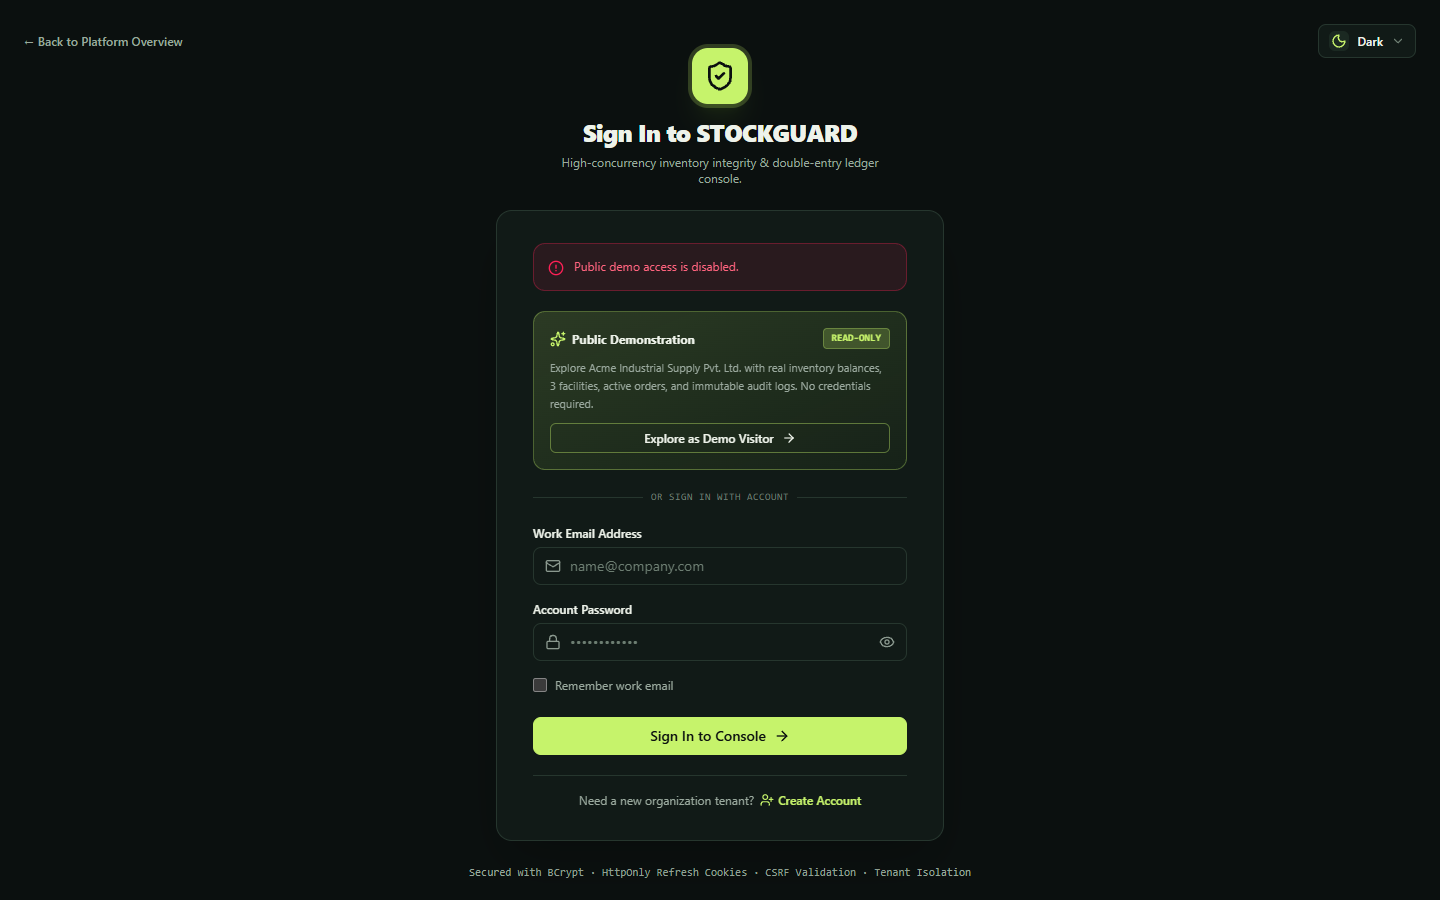 ← Back to Platform Overview
Dark
Sign In to STOCKGUARD
High-concurrency inventory integrity & double-entry ledger
console.
Public demo access is disabled.
Public Demonstration
READ-ONLY
Explore Acme Industrial Supply Pvt. Ltd. with real inventory balances,
3 facilities, active orders, and immutable audit logs. No credentials
required.
Explore as Demo Visitor →
OR SIGN IN WITH ACCOUNT
Work Email Address
name@company.com
Account Password
••••••••••••
Remember work email
Sign In to Console →
Need a new organization tenant? Create Account
Secured with BCrypt · HttpOnly Refresh Cookies · CSRF Validation · Tenant Isolation